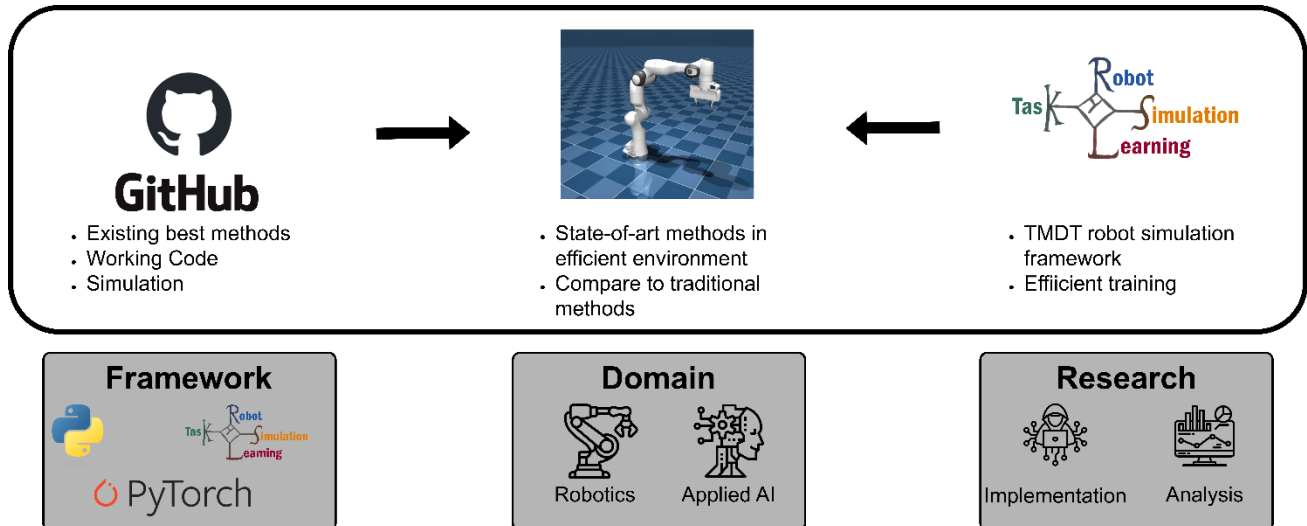 GitHub
• Existing best methods
• Working Code
• Simulation
• State-of-art methods in
efficient environment
• Compare to traditional
methods
Robot
TasK
Simulation
Learning
• TMDT robot simulation
framework
• Effiicient training
Framework
Robot
TasK
Simulation
Learning
PyTorch
Domain
Robotics
Applied AI
Research
Implementation
Analysis